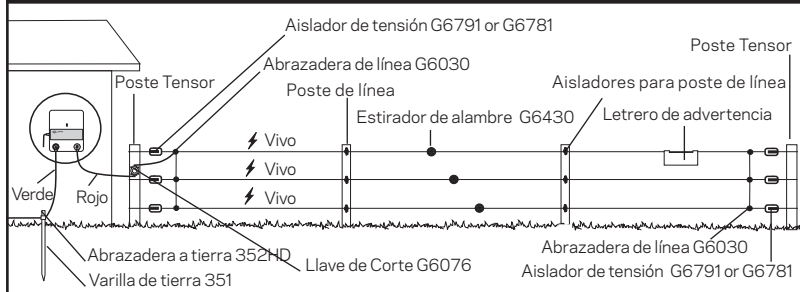 Aislador de tensión G6791 or G6781
Poste Tensor
Abrazadera de línea G6030
Poste Tensor
Poste de línea
Aisladores para poste de línea
Estirador de alambre G6430
Letrero de advertencia
Vivo
Vivo
Vivo
Verde
Rojo
Abrazadera a tierra 352HD
Varilla de tierra 351
Llave de Corte G6076
Abrazadera de línea G6030
Aislador de tensión G6791 or G6781